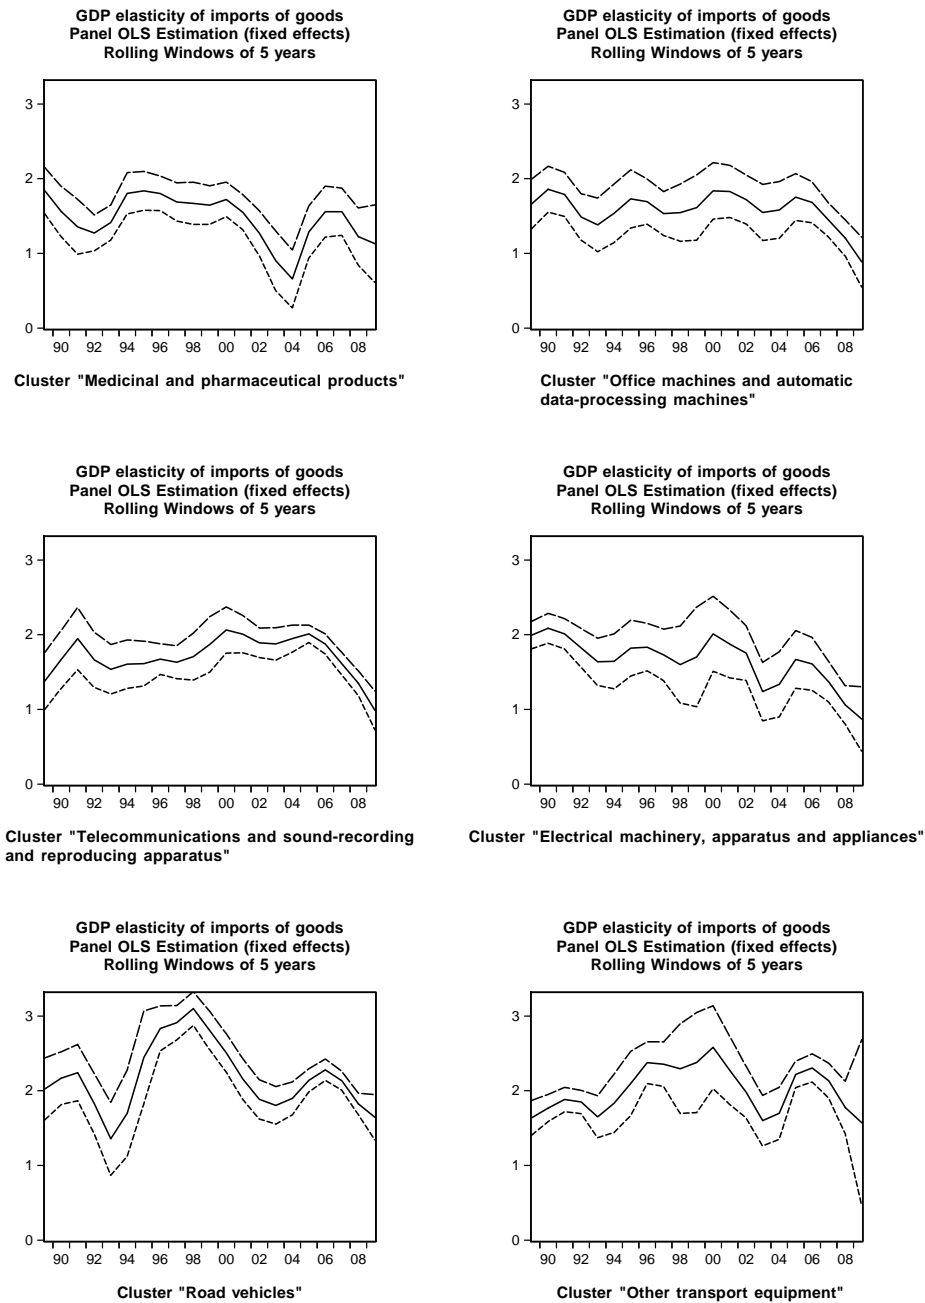 GDP elasticity of imports of goods
Panel OLS Estimation (fixed effects)
Rolling Windows of 5 years
3
2
1
0
90 92 94 96 98 00 02 04 06 08
Cluster "Medicinal and pharmaceutical products"
GDP elasticity of imports of goods
Panel OLS Estimation (fixed effects)
Rolling Windows of 5 years
3
2
1
0
90 92 94 96 98 00 02 04 06 08
Cluster "Office machines and automatic
data-processing machines"
GDP elasticity of imports of goods
Panel OLS Estimation (fixed effects)
Rolling Windows of 5 years
3
2
1
0
90 92 94 96 98 00 02 04 06 08
Cluster "Telecommunications and sound-recording
and reproducing apparatus"
GDP elasticity of imports of goods
Panel OLS Estimation (fixed effects)
Rolling Windows of 5 years
3
2
1
0
90 92 94 96 98 00 02 04 06 08
Cluster "Electrical machinery, apparatus and appliances"
GDP elasticity of imports of goods
Panel OLS Estimation (fixed effects)
Rolling Windows of 5 years
3
2
1
0
90 92 94 96 98 00 02 04 06 08
Cluster "Road vehicles"
GDP elasticity of imports of goods
Panel OLS Estimation (fixed effects)
Rolling Windows of 5 years
3
2
1
0
90 92 94 96 98 00 02 04 06 08
Cluster "Other transport equipment"